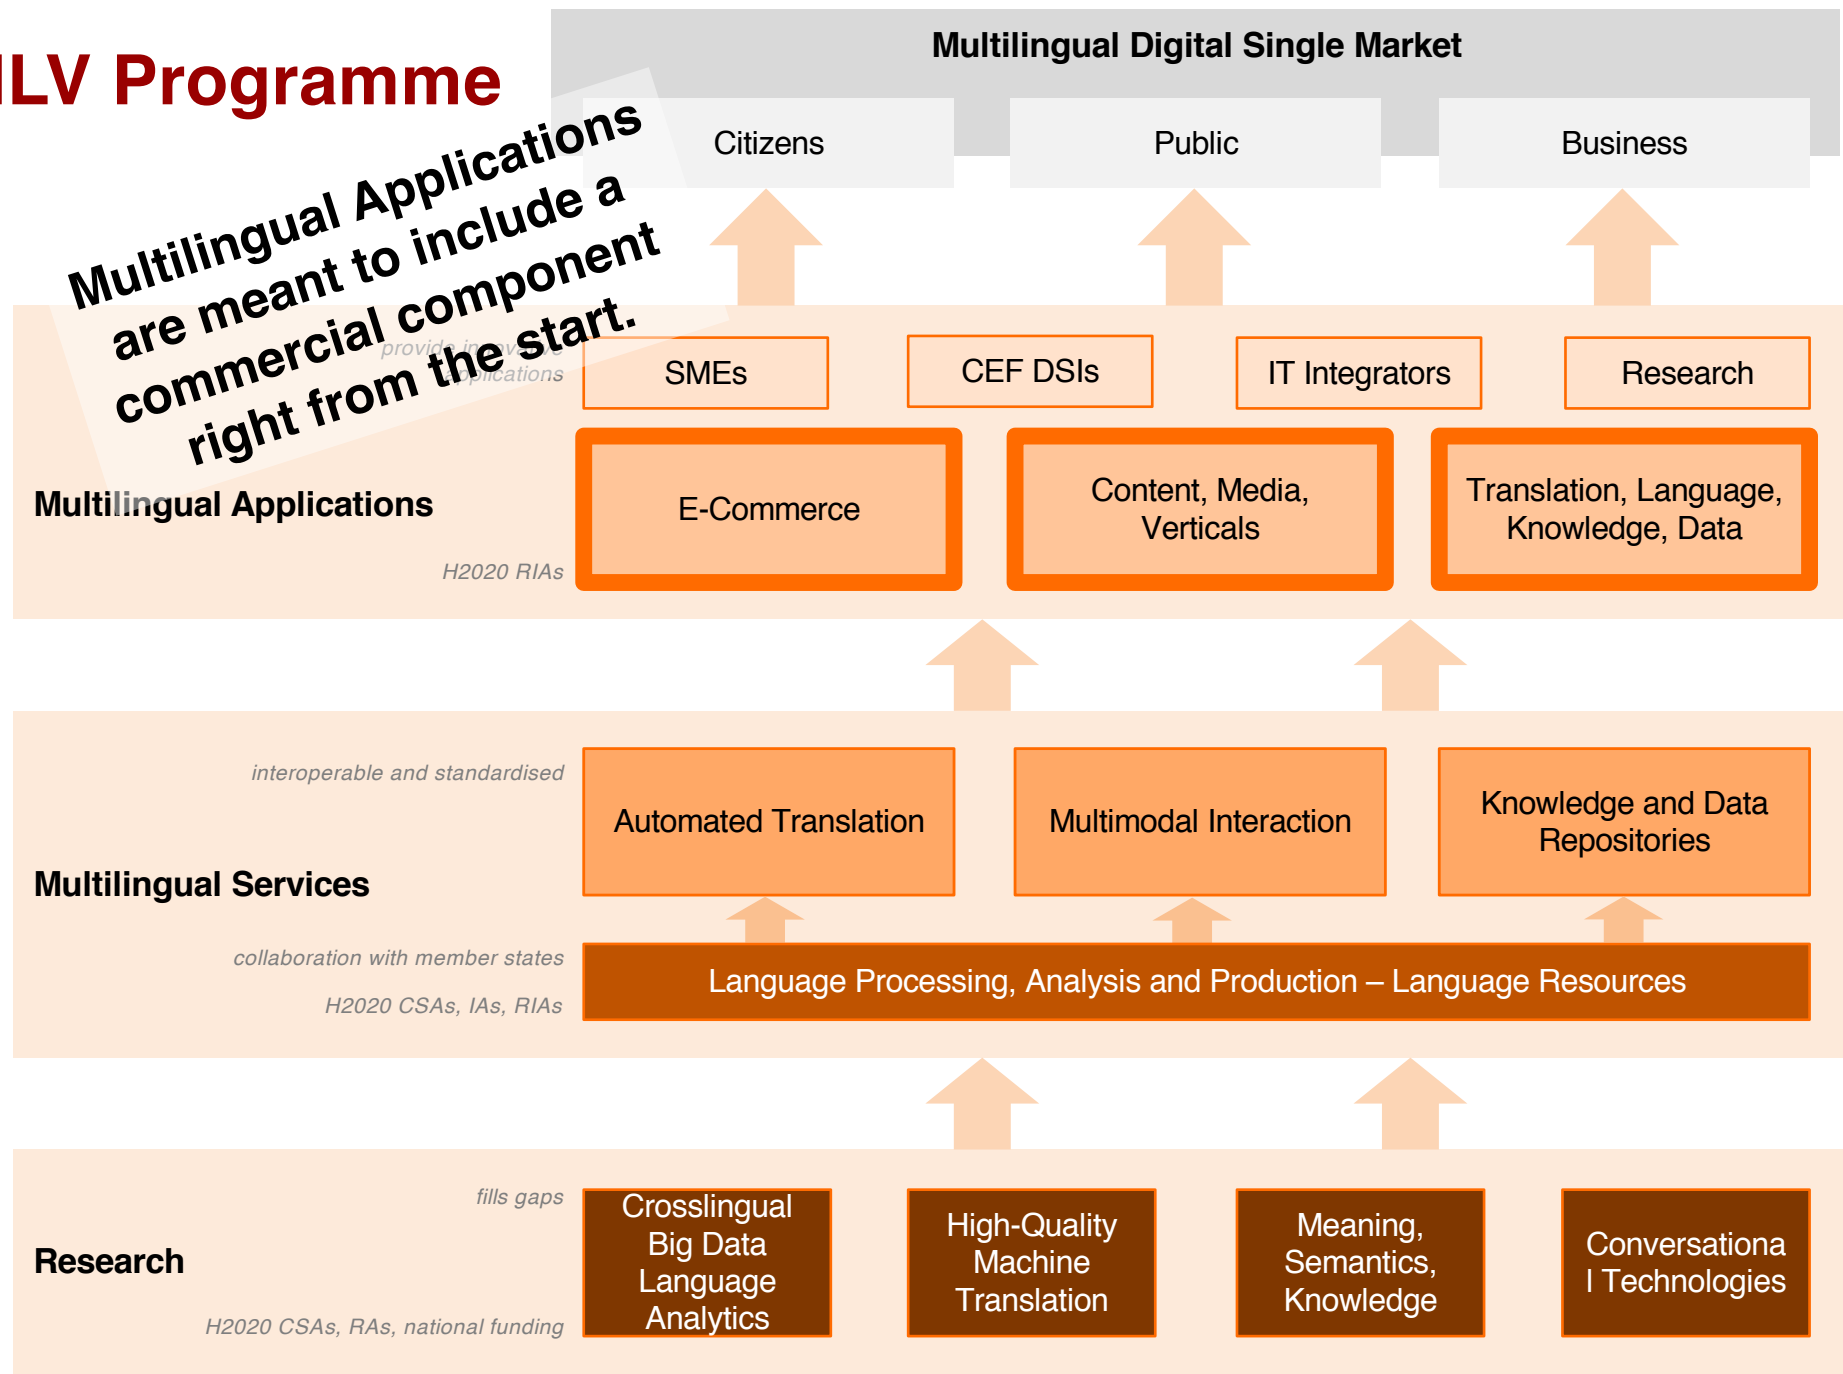 LV Programme
Multilingual Digital Single Market
Citizens
Public
Business
Multilingual Applications
are meant to include a
commercial component
right from the start.
provide innovative
applications
SMEs
CEF DSIs
IT Integrators
Research
Multilingual Applications
E-Commerce
Content, Media,
Verticals
Translation, Language,
Knowledge, Data
H2020 RIAs
interoperable and standardised
Automated Translation
Multimodal Interaction
Knowledge and Data
Repositories
Multilingual Services
collaboration with member states
H2020 CSAs, IAs, RIAs
Language Processing, Analysis and Production – Language Resources
fills gaps
Research
H2020 CSAs, RAs, national funding
Crosslingual
Big Data
Language
Analytics
High-Quality
Machine
Translation
Meaning,
Semantics,
Knowledge
Conversationa
l Technologies